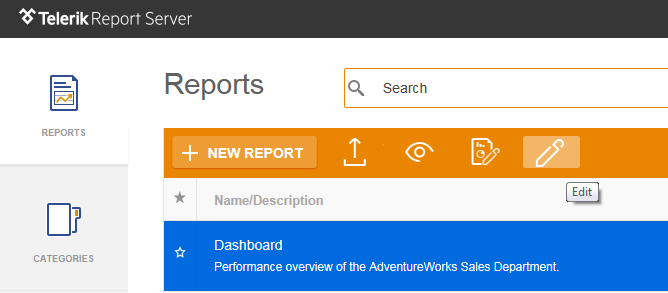 Telerik Report Server
Reports
Search
REPORTS
NEW REPORT
Edit
Name/Description
Dashboard
Performance overview of the AdventureWorks Sales Department.
CATEGORIES